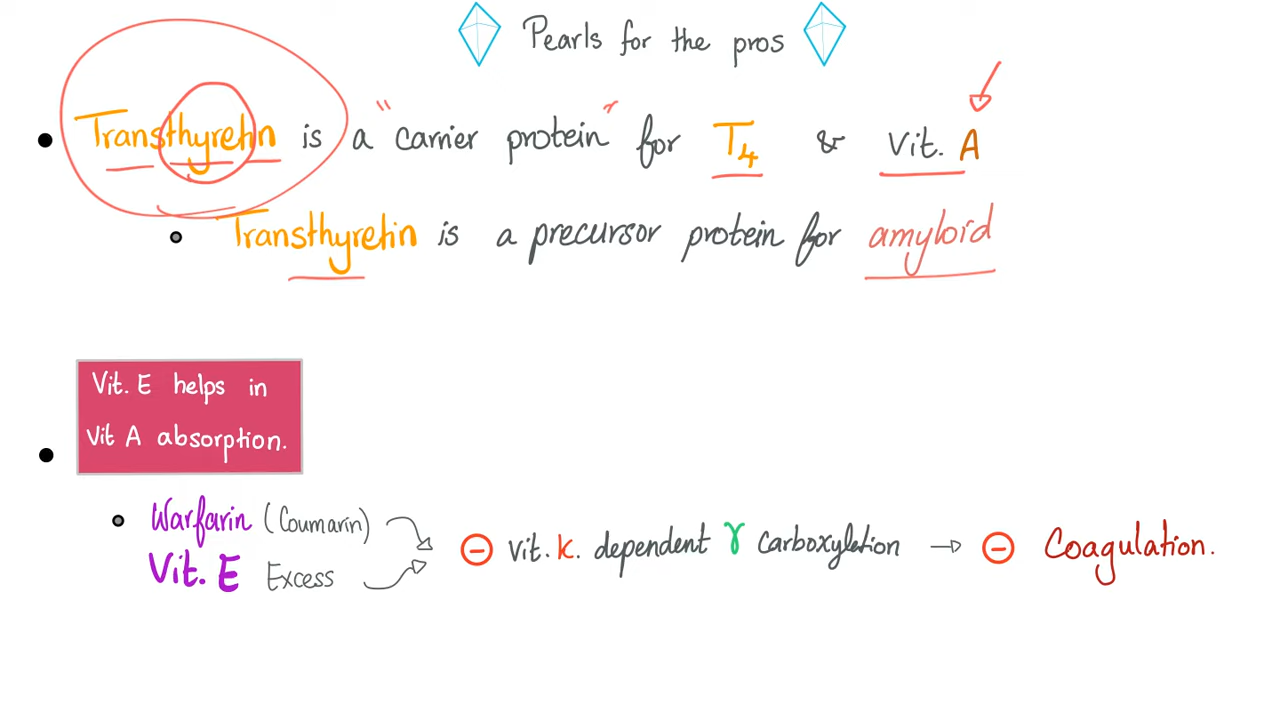 Pearls for the pros
Transthyretin is a "carrier protein" for T4 & Vit. A
Transthyretin is a precursor protein for amyloid
Vit. E helps in
Vit A absorption.
Warfarin (Coumarin)
Vit. E Excess
⊖ Vit. K. dependent γ carboxyletion → ⊖ Coagulation.